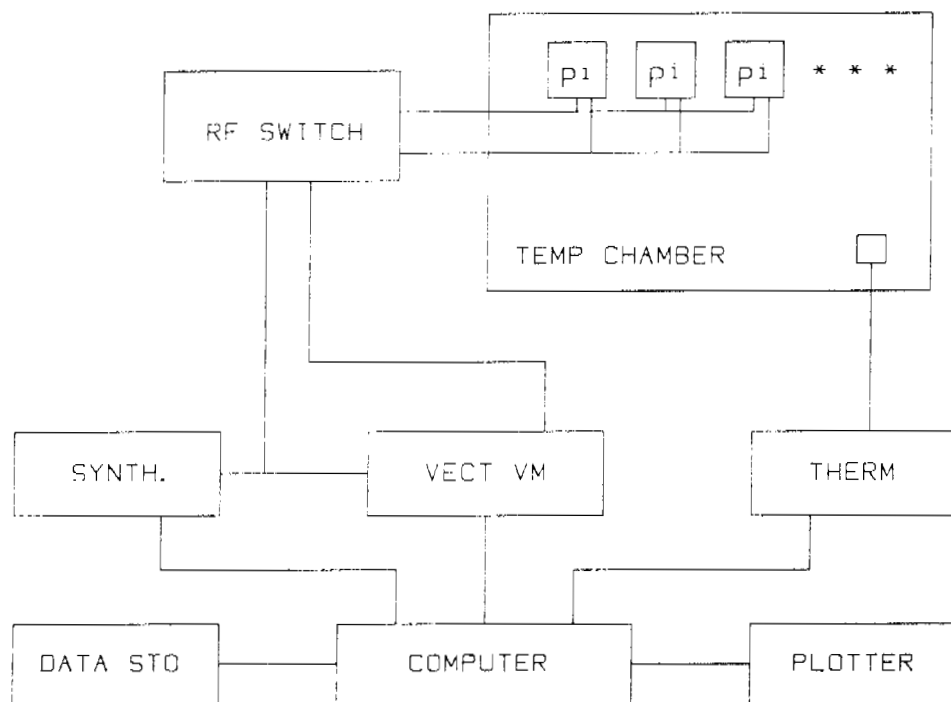 pi pi pi * * *
RF SWITCH
TEMP CHAMBER
SYNTH. VECT VM THERM
DATA STO COMPUTER PLOTTER